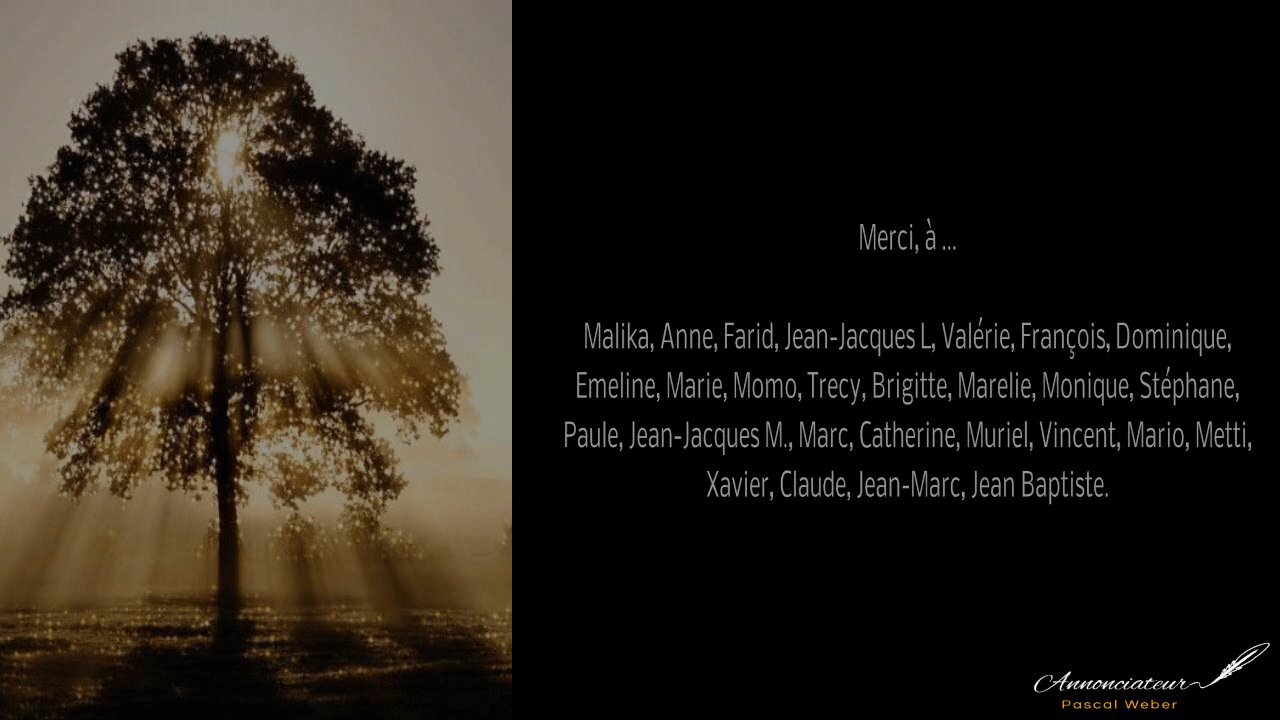 Merci, à ...
Malika, Anne, Farid, Jean-Jacques L, Valérie, François, Dominique,
Emeline, Marie, Momo, Trecy, Brigitte, Marelie, Monique, Stéphane,
Paule, Jean-Jacques M., Marc, Catherine, Muriel, Vincent, Mario, Metti,
Xavier, Claude, Jean-Marc, Jean Baptiste.
Annonciateur
Pascal Weber